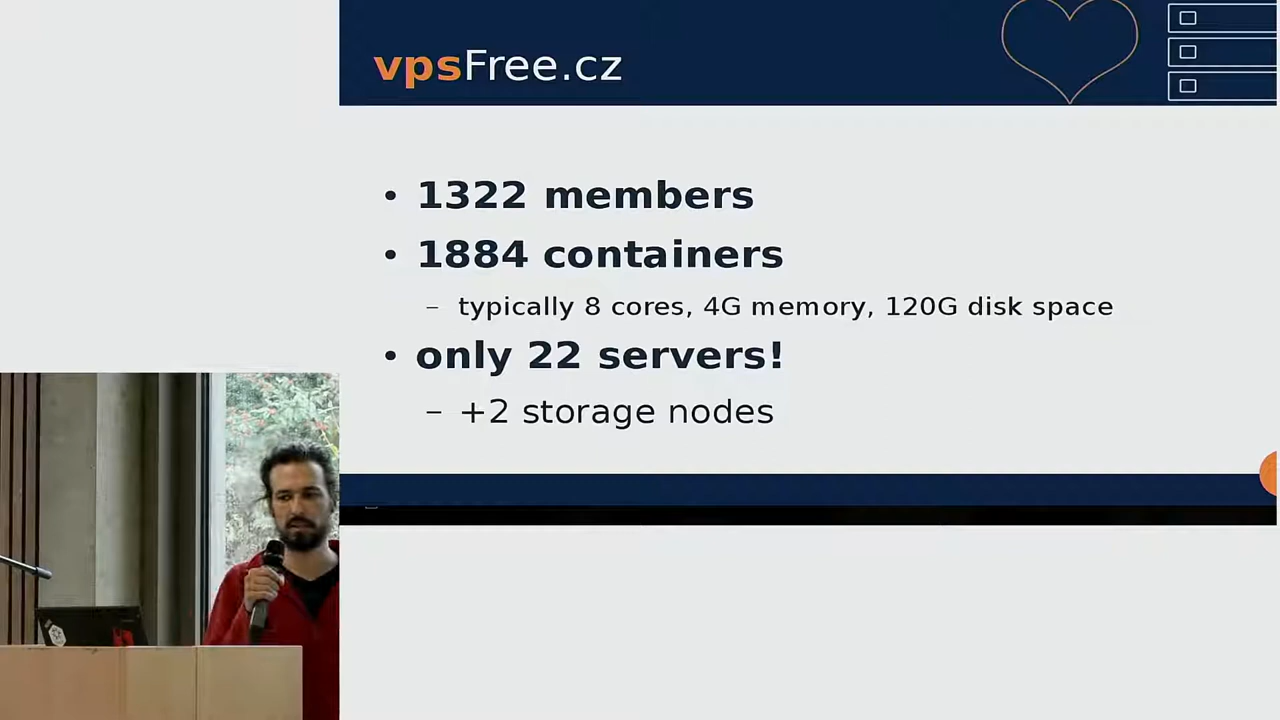 vpsFree.cz
• 1322 members
• 1884 containers
– typically 8 cores, 4G memory, 120G disk space
• only 22 servers!
– +2 storage nodes